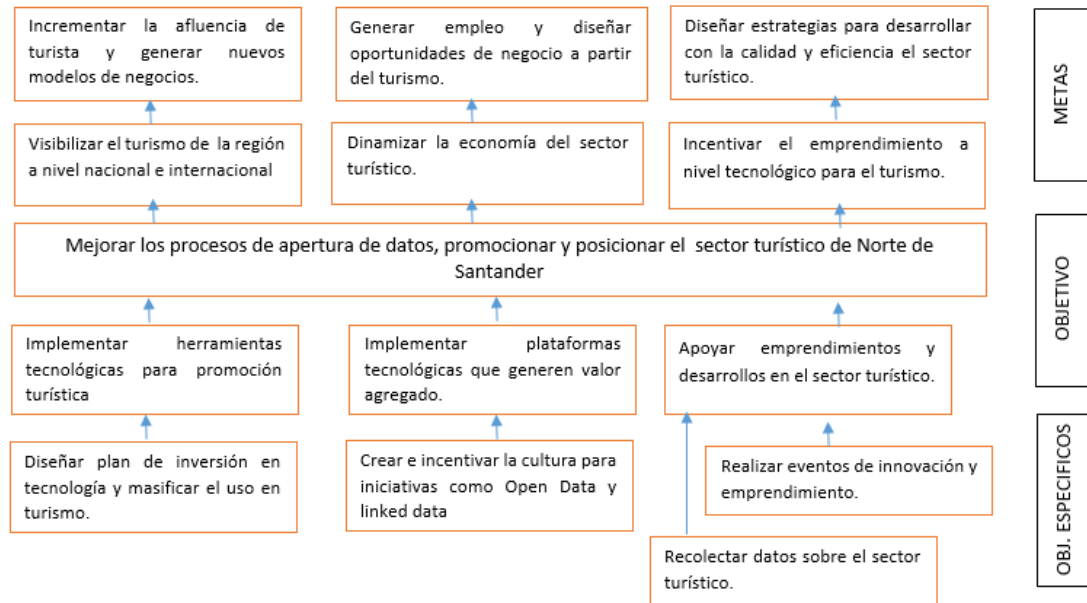 Incrementar la afluencia de
turista y generar nuevos
modelos de negocios.
Generar empleo y diseñar
oportunidades de negocio a partir
del turismo.
Diseñar estrategias para desarrollar
con la calidad y eficiencia el sector
turístico.
METAS
Visibilizar el turismo de la región
a nivel nacional e internacional
Dinamizar la economía del sector
turístico.
Incentivar el emprendimiento a
nivel tecnológico para el turismo.
Mejorar los procesos de apertura de datos, promocionar y posicionar el sector turístico de Norte de
Santander
OBJETIVO
Implementar herramientas
tecnológicas para promoción
turística
Implementar plataformas
tecnológicas que generen valor
agregado.
Apoyar emprendimientos y
desarrollos en el sector turístico.
Diseñar plan de inversión en
tecnología y masificar el uso en
turismo.
Crear e incentivar la cultura para
iniciativas como Open Data y
linked data
Realizar eventos de innovación y
emprendimiento.
OBJ. ESPECIFICOS
Recolectar datos sobre el sector
turístico.